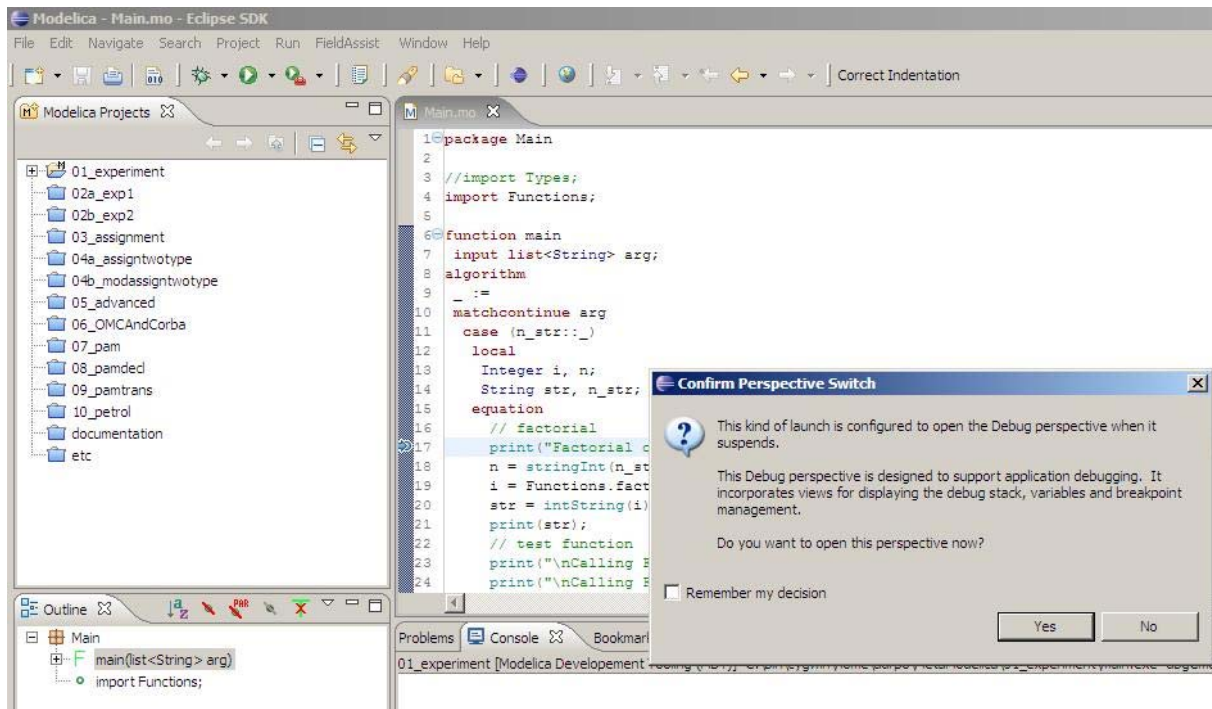 Modelica - Main.mo - Eclipse SDK
File Edit Navigate Search Project Run FieldAssist Window Help
Correct Indentation
Modelica Projects
01_experiment
02a_exp1
02b_exp2
03_assignment
04a_assigntwotype
04b_modassigntwotype
05_advanced
06_OMCAndCorba
07_pam
08_pamdecl
09_pamtrans
10_petrol
documentation
etc
Outline
Main
main(list<String> arg)
import Functions;
Main.mo
1 package Main
2
3 //import Types;
4 import Functions;
5
6 function main
7 input list<String> arg;
8 algorithm
9 _ :=
10 matchcontinue arg
11 case (n_str::_)
12 local
13 Integer i, n;
14 String str, n_str;
15 equation
16 // factorial
17 print("Factorial
18 n = stringInt(n_st
19 i = Functions.fact
20 str = intString(i)
21 print(str);
22 // test function
23 print("\nCalling
24 print("\nCalling
Confirm Perspective Switch
This kind of launch is configured to open the Debug perspective when it
suspends.
This Debug perspective is designed to support application debugging. It
incorporates views for displaying the debug stack, variables and breakpoint
management.
Do you want to open this perspective now?
Remember my decision
Yes No
Problems Console Bookmar
01_experiment [Modelica Developement